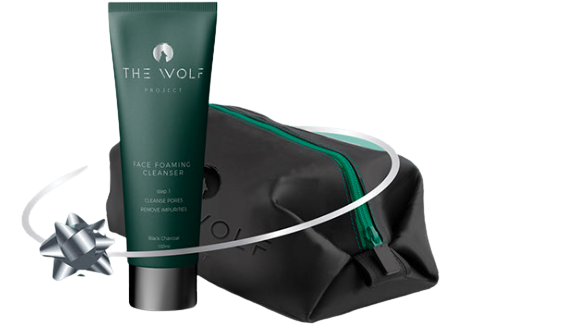 THE WOLF
PROJECT
FACE FOAMING
CLEANSER
step 1
CLEANSE PORES
REMOVE IMPURITIES
Black Charcoal
WOLF